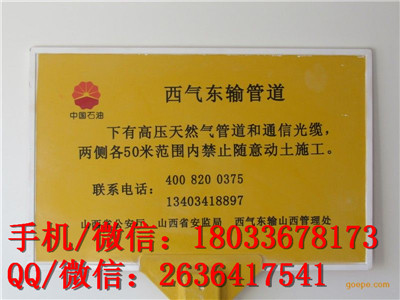 西气东输管道
中国石油
下有高压天然气管道和通信光缆，
两侧各50米范围内禁止随意动土施工。
联系电话：400 820 0375
13403418897
山西省公安厅 山西省安监局 西气东输山西管理处
手机/微信：18033678173
QQ/微信：2636417541
goepe.com